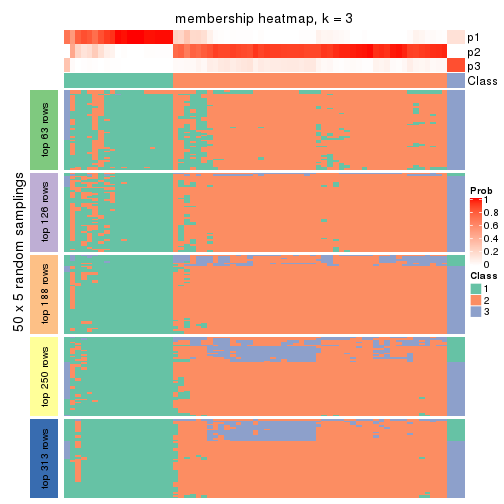 membership heatmap, k = 3
p1
p2
p3
Class
50 x 5 random samplings
top 63 rows
top 126 rows
top 188 rows
top 250 rows
top 313 rows
Prob
1
0.8
0.6
0.4
0.2
0
Class
1
2
3